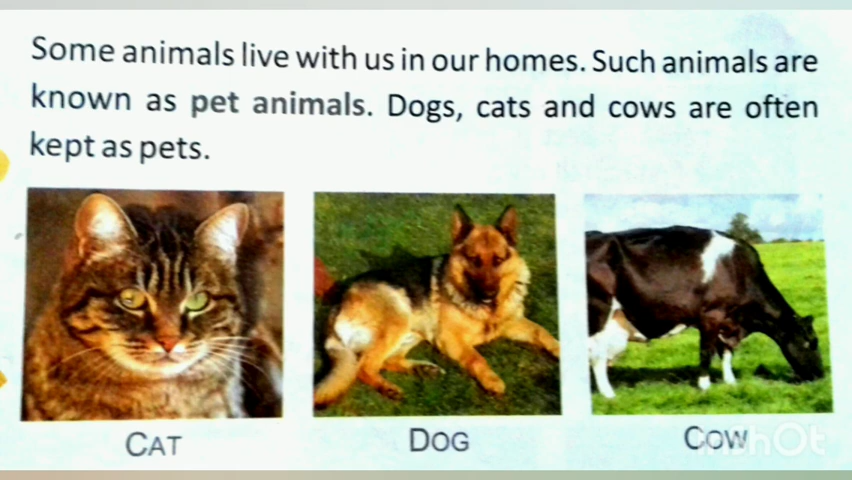 Some animals live with us in our homes. Such animals are
known as pet animals. Dogs, cats and cows are often
kept as pets.
CAT DOG COW
InShOt